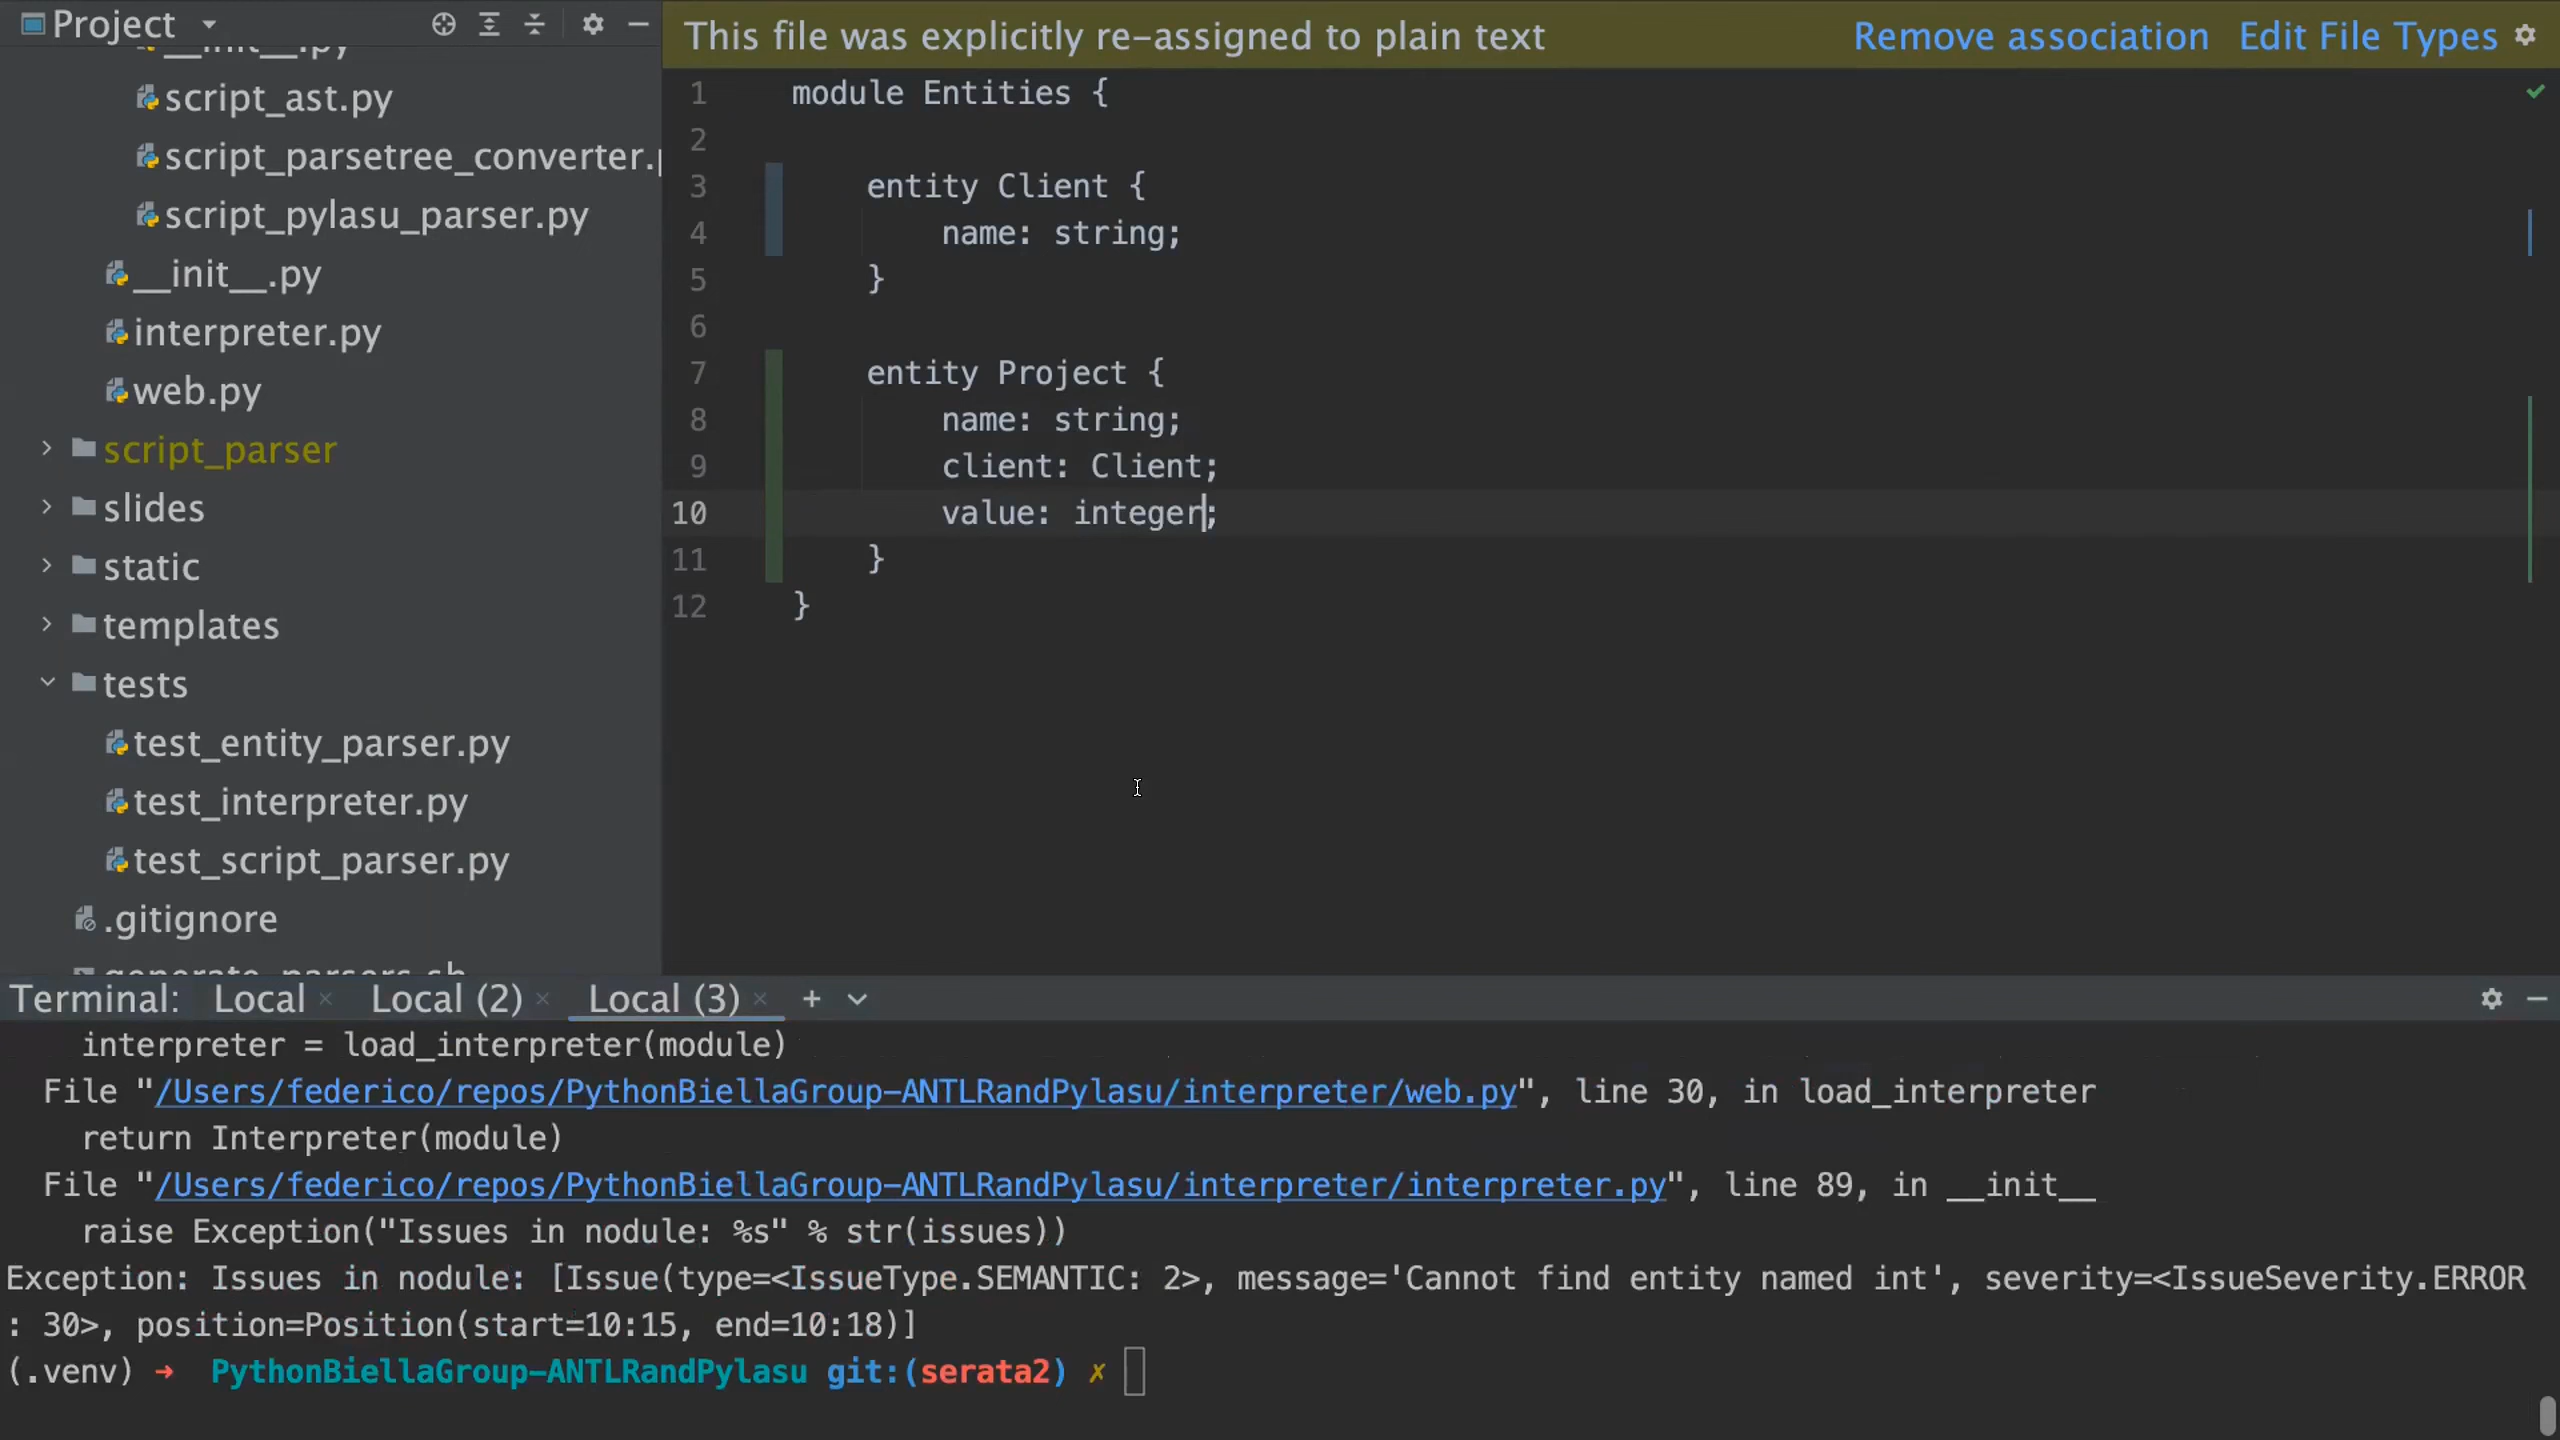 Project
__init__.py
script_ast.py
script_parsetree_converter.p
script_pylasu_parser.py
__init__.py
interpreter.py
web.py
script_parser
slides
static
templates
tests
test_entity_parser.py
test_interpreter.py
test_script_parser.py
.gitignore
generate_parsers.sh
This file was explicitly re-assigned to plain text Remove association Edit File Types
1 module Entities {
2
3 entity Client {
4 name: string;
5 }
6
7 entity Project {
8 name: string;
9 client: Client;
10 value: integer;
11 }
12 }
Terminal: Local × Local (2) × Local (3) × +
interpreter = load_interpreter(module)
File "/Users/federico/repos/PythonBiellaGroup-ANTLRandPylasu/interpreter/web.py", line 30, in load_interpreter
return Interpreter(module)
File "/Users/federico/repos/PythonBiellaGroup-ANTLRandPylasu/interpreter/interpreter.py", line 89, in __init__
raise Exception("Issues in nodule: %s" % str(issues))
Exception: Issues in nodule: [Issue(type=<IssueType.SEMANTIC: 2>, message='Cannot find entity named int', severity=<IssueSeverity.ERROR
: 30>, position=Position(start=10:15, end=10:18)]
(.venv) → PythonBiellaGroup-ANTLRandPylasu git:(serata2) ✗